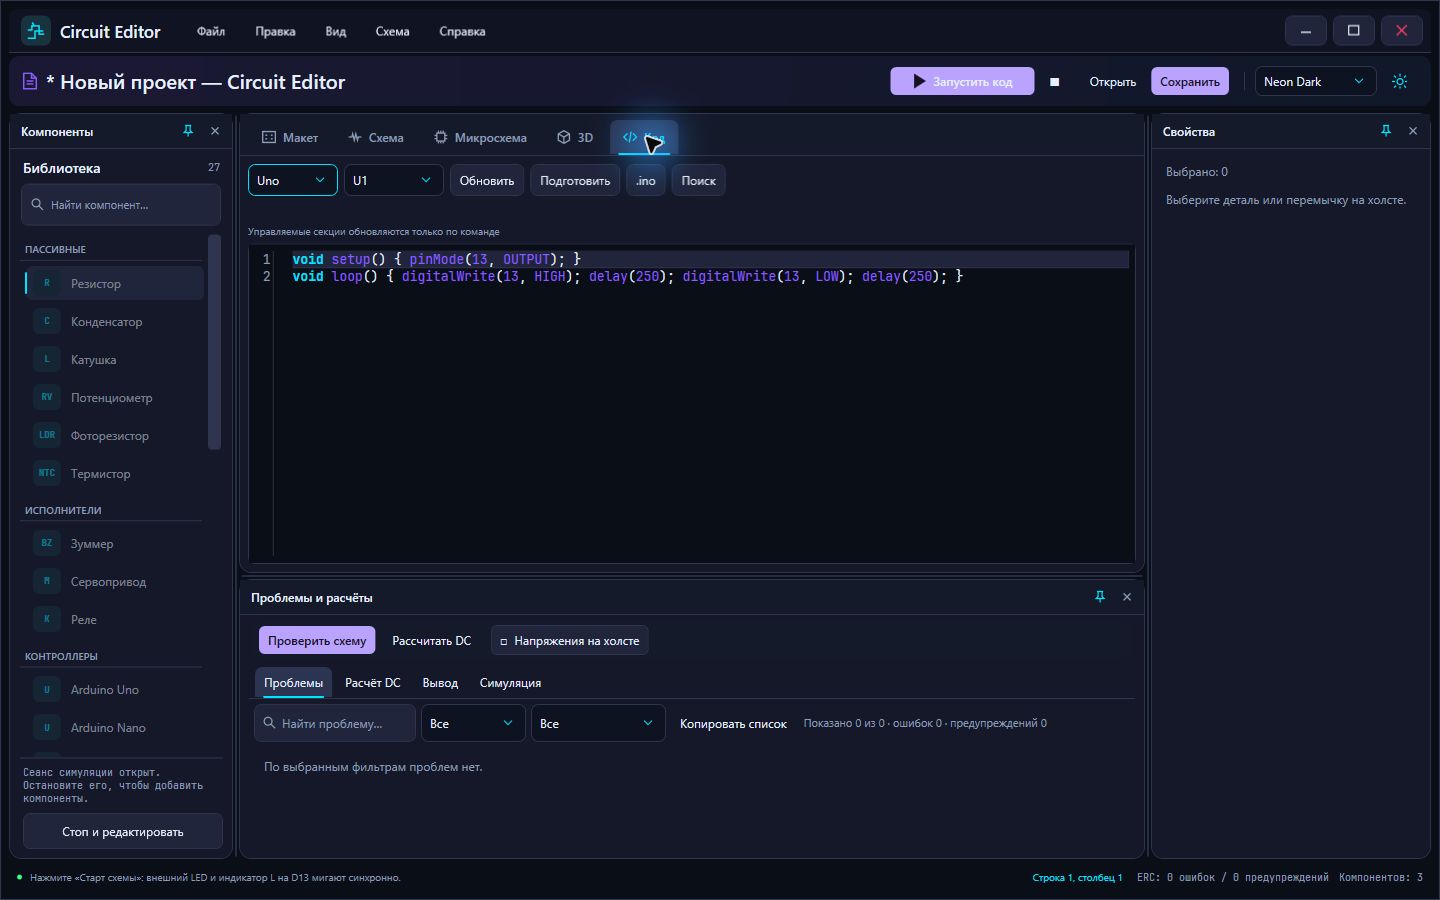 Circuit Editor
Файл Правка Вид Схема Справка
* Новый проект — Circuit Editor
Запустить код Открыть Сохранить Neon Dark
Компоненты
Библиотека 27
Найти компонент...
ПАССИВНЫЕ
R Резистор
C Конденсатор
L Катушка
RV Потенциометр
LDR Фоторезистор
NTC Термистор
ИСПОЛНИТЕЛИ
BZ Зуммер
M Сервопривод
K Реле
КОНТРОЛЛЕРЫ
U Arduino Uno
U Arduino Nano
Сеанс симуляции открыт.
Остановите его, чтобы добавить
компоненты.
Стоп и редактировать
Макет Схема Микросхема 3D
Uno U1 Обновить Подготовить .ino Поиск
Управляемые секции обновляются только по команде
1 void setup() { pinMode(13, OUTPUT); }
2 void loop() { digitalWrite(13, HIGH); delay(250); digitalWrite(13, LOW); delay(250); }
Проблемы и расчёты
Проверить схему Рассчитать DC Напряжения на холсте
Проблемы Расчёт DC Вывод Симуляция
Найти проблему... Все Все Копировать список Показано 0 из 0 · ошибок 0 · предупреждений 0
По выбранным фильтрам проблем нет.
Свойства
Выбрано: 0
Выберите деталь или перемычку на холсте.
Нажмите «Старт схемы»: внешний LED и индикатор L на D13 мигают синхронно.
Строка 1, столбец 1 ERC: 0 ошибок / 0 предупреждений Компонентов: 3